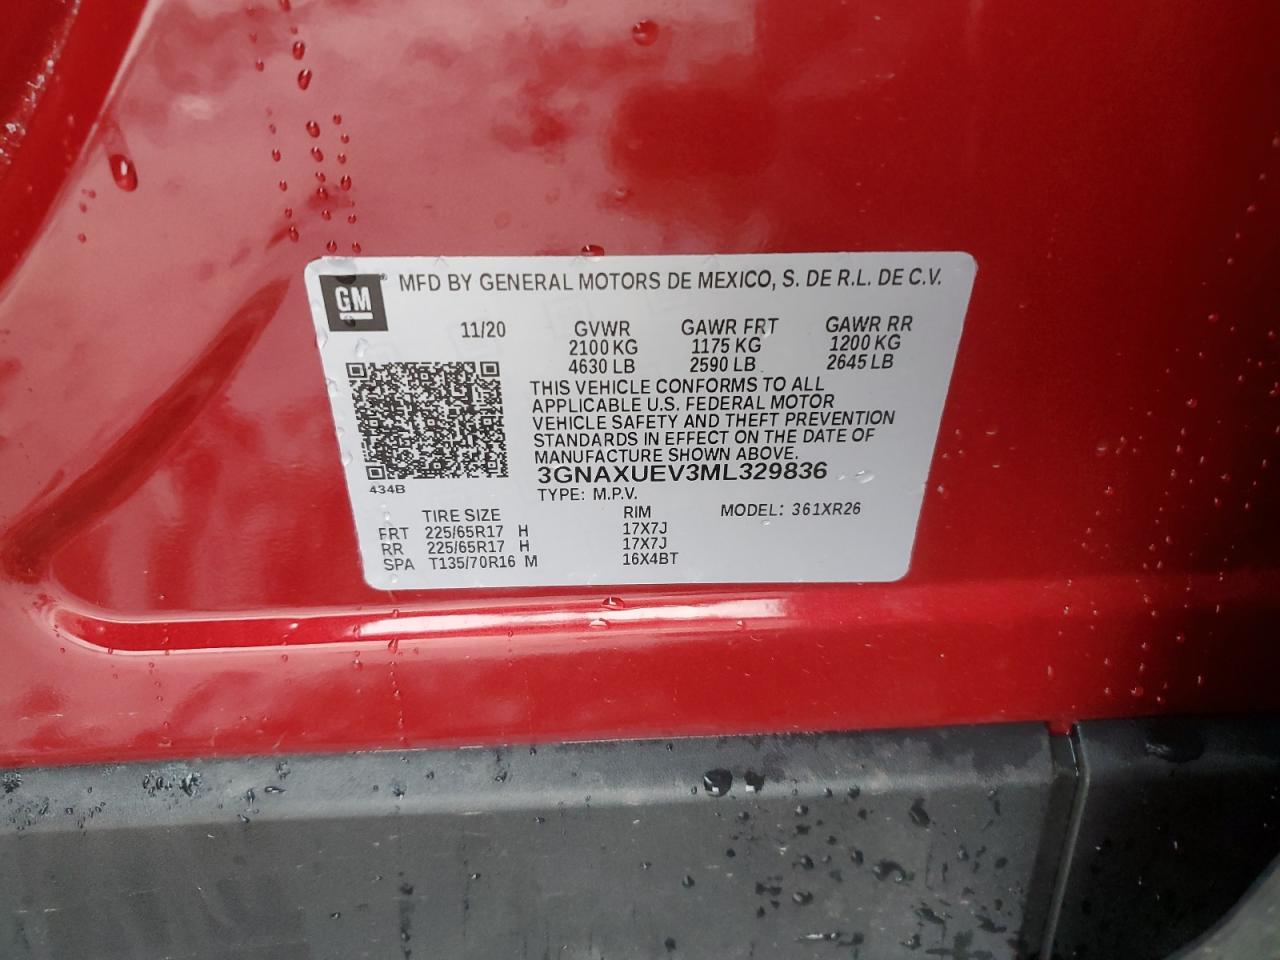 GM
MFD BY GENERAL MOTORS DE MEXICO, S. DE R.L. DE C.V.
11/20 GVWR GAWR FRT GAWR RR
2100 KG 1175 KG 1200 KG
4630 LB 2590 LB 2645 LB
THIS VEHICLE CONFORMS TO ALL
APPLICABLE U.S. FEDERAL MOTOR
VEHICLE SAFETY AND THEFT PREVENTION
STANDARDS IN EFFECT ON THE DATE OF
MANUFACTURE SHOWN ABOVE.
3GNAXUEV3ML329836
434B
TYPE: M.P.V.
TIRE SIZE RIM MODEL: 361XR26
FRT 225/65R17 H 17X7J
RR 225/65R17 H 17X7J
SPA T135/70R16 M 16X4BT